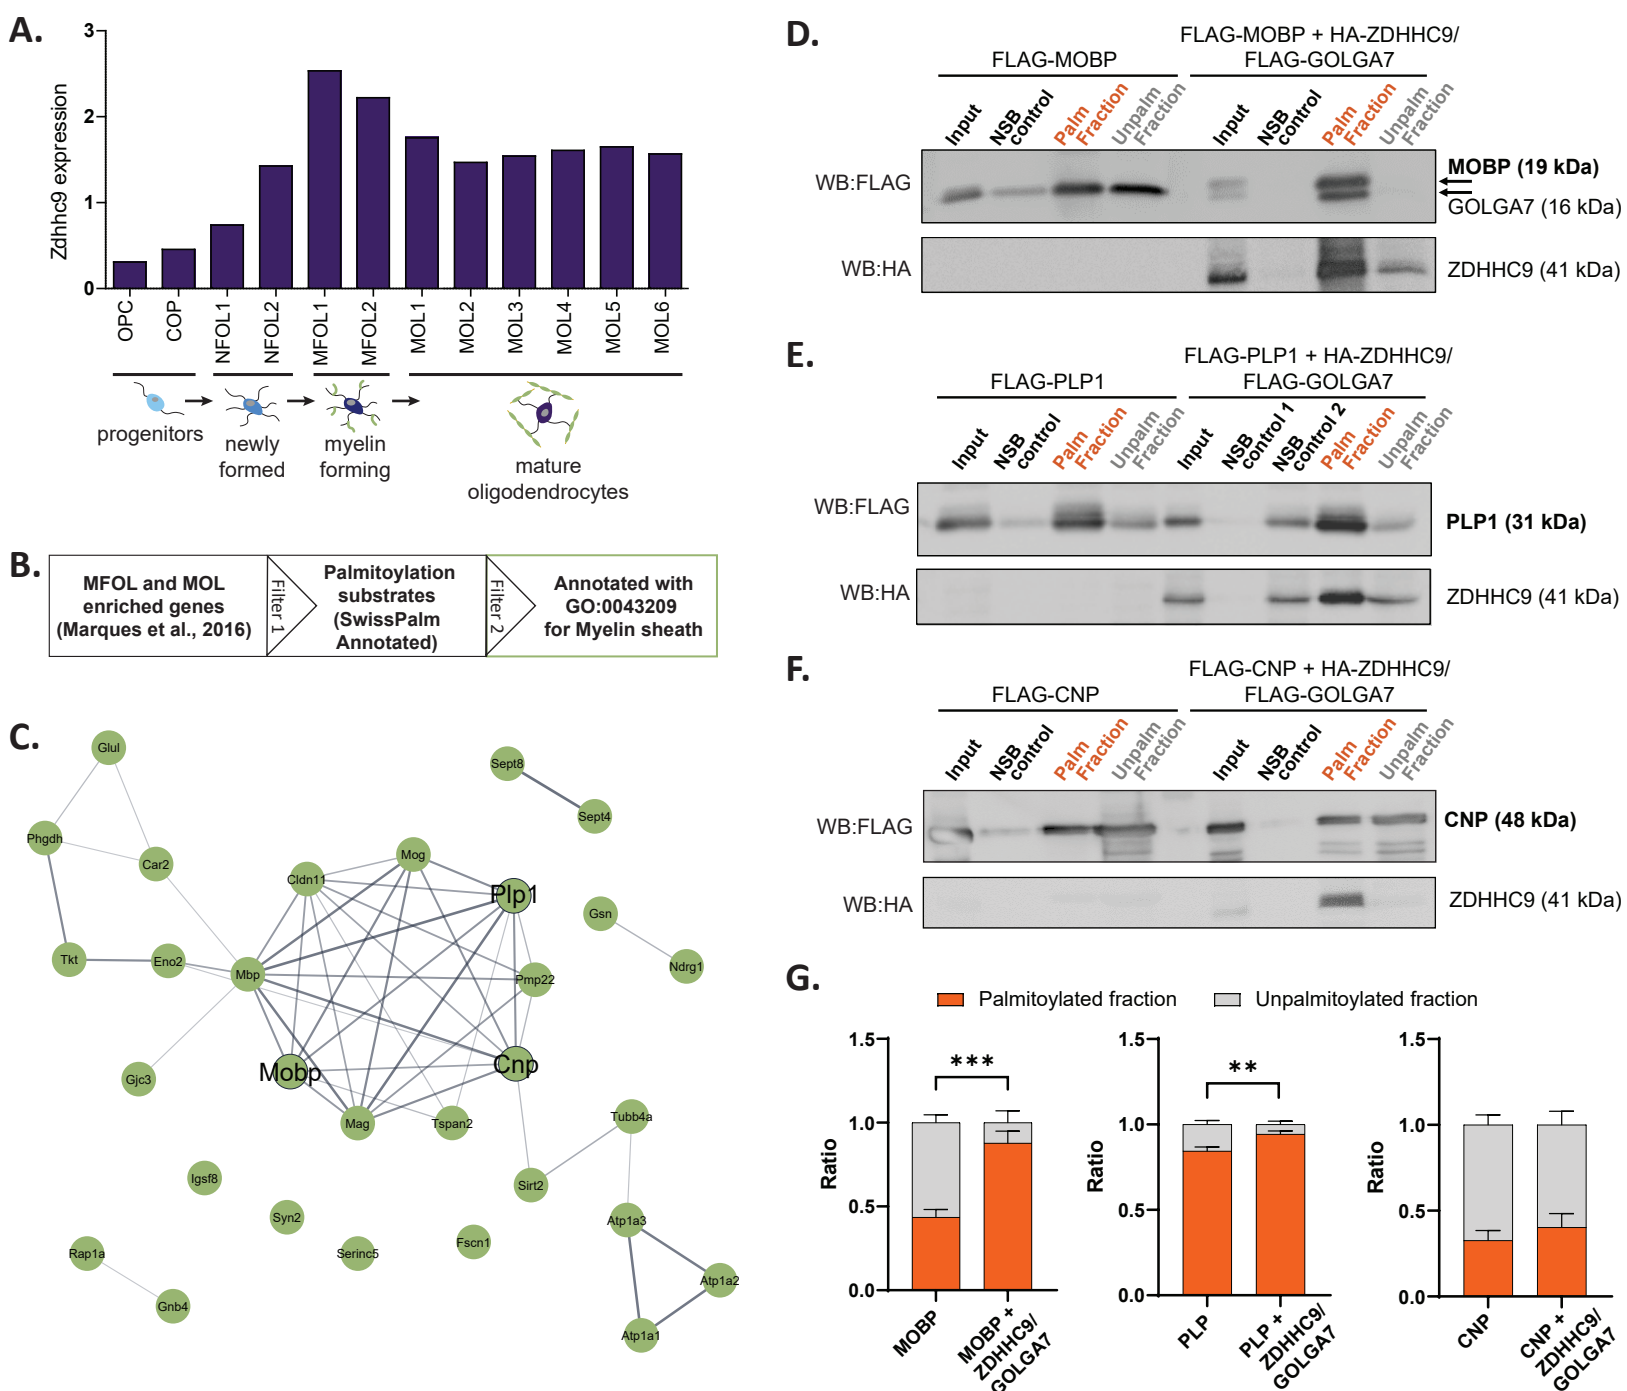 A.
3
2
1
0
Zdhhc9 expression
OPC
COP
NFOL1
NFOL2
MFOL1
MFOL2
MOL1
MOL2
MOL3
MOL4
MOL5
MOL6
progenitors
newly
formed
myelin
forming
mature
oligodendrocytes
B.
MFOL and MOL
enriched genes
(Marques et al., 2016)
Filter 1
Palmitoylation
substrates
(SwissPalm
Annotated)
Filter 2
Annotated with
GO:0043209
for Myelin sheath
C.
Glul
Phgdh
Car2
Tkt
Eno2
Mbp
Gjc3
Cldn11
Mog
Plp1
Pmp22
Cnp
Mobp
Mag
Tspan2
Sept8
Sept4
Gsn
Ndrg1
Tubb4a
Sirt2
Atp1a3
Atp1a2
Atp1a1
Igsf8
Syn2
Serinc5
Fscn1
Rap1a
Gnb4
D.
FLAG-MOBP
FLAG-MOBP + HA-ZDHHC9/
FLAG-GOLGA7
Input
NSB
control
Palm
Fraction
Unpalm
Fraction
Input
NSB
control
Palm
Fraction
Unpalm
Fraction
WB:FLAG
MOBP (19 kDa)
GOLGA7 (16 kDa)
WB:HA
ZDHHC9 (41 kDa)
E.
FLAG-PLP1
FLAG-PLP1 + HA-ZDHHC9/
FLAG-GOLGA7
Input
NSB
control
Palm
Fraction
Unpalm
Fraction
Input
NSB
control 1
NSB
control 2
Palm
Fraction
Unpalm
Fraction
WB:FLAG
PLP1 (31 kDa)
WB:HA
ZDHHC9 (41 kDa)
F.
FLAG-CNP
FLAG-CNP + HA-ZDHHC9/
FLAG-GOLGA7
Input
NSB
control
Palm
Fraction
Unpalm
Fraction
Input
NSB
control
Palm
Fraction
Unpalm
Fraction
WB:FLAG
CNP (48 kDa)
WB:HA
ZDHHC9 (41 kDa)
G.
Palmitoylated fraction
Unpalmitoylated fraction
1.5
1.0
0.5
0.0
Ratio
***
MOBP
MOBP +
ZDHHC9/
GOLGA7
1.5
1.0
0.5
0.0
Ratio
**
PLP
PLP +
ZDHHC9/
GOLGA7
1.5
1.0
0.5
0.0
Ratio
CNP
CNP +
ZDHHC9/
GOLGA7